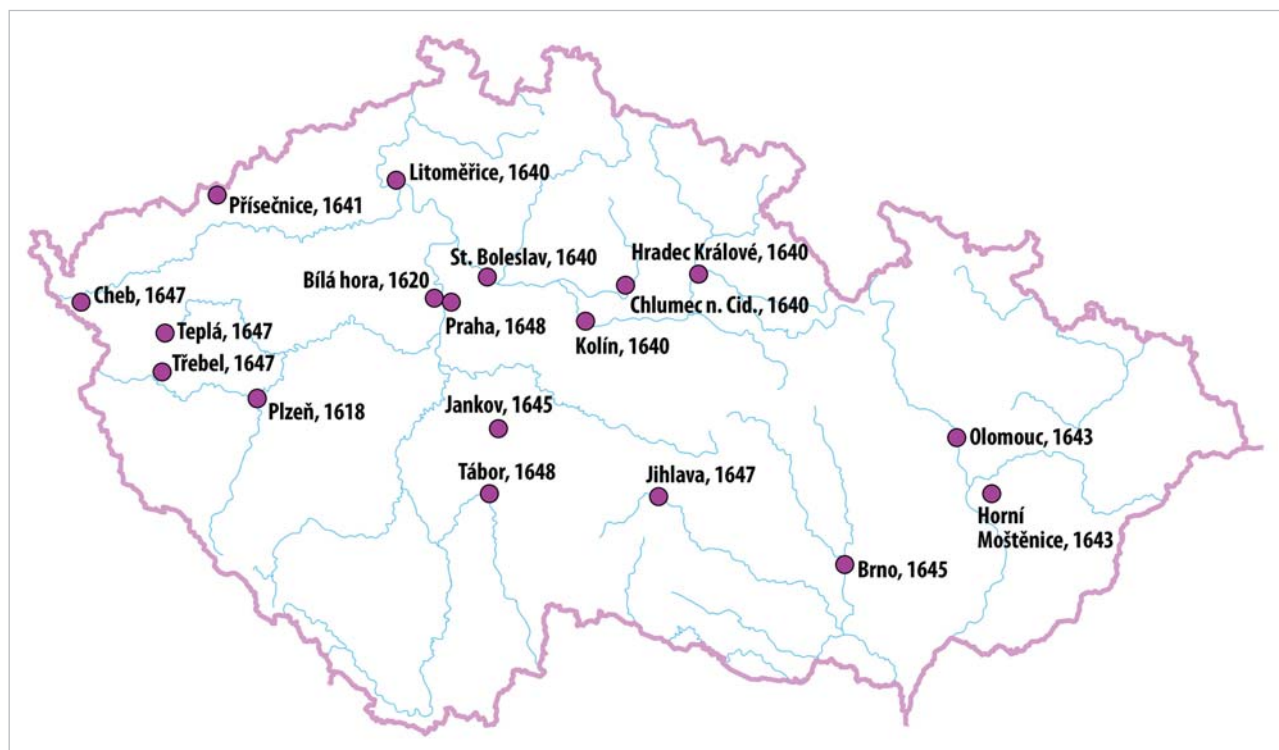 Litoměřice, 1640
Přísečnice, 1641
Hradec Králové, 1640
St. Boleslav, 1640
Bílá hora, 1620
Cheb, 1647
Chlumec n. Cid., 1640
Praha, 1648
Teplá, 1647
Kolín, 1640
Třebel, 1647
Jankov, 1645
Plzeň, 1618
Olomouc, 1643
Tábor, 1648
Jihlava, 1647
Horní
Moštěnice, 1643
Brno, 1645